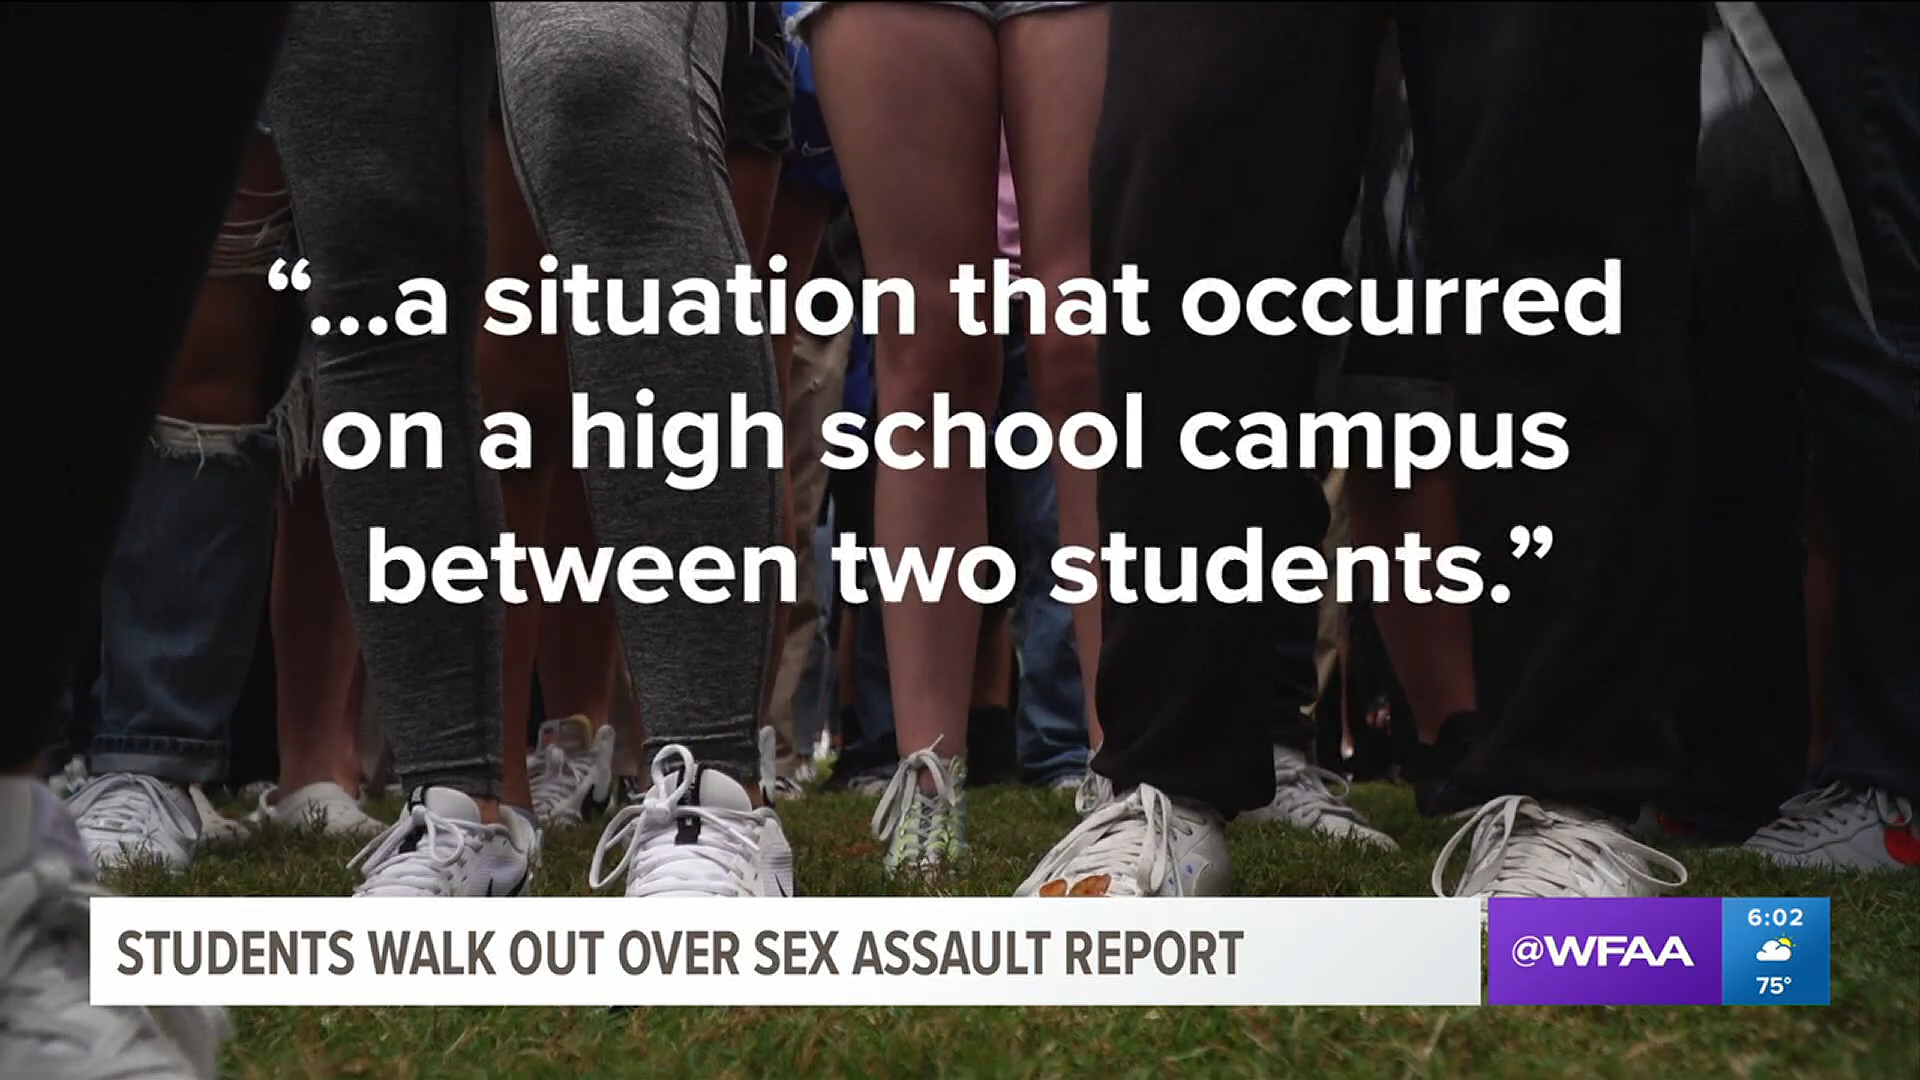 “...a situation that occurred
on a high school campus
between two students.”
STUDENTS WALK OUT OVER SEX ASSAULT REPORT
@WFAA
6:02
75°